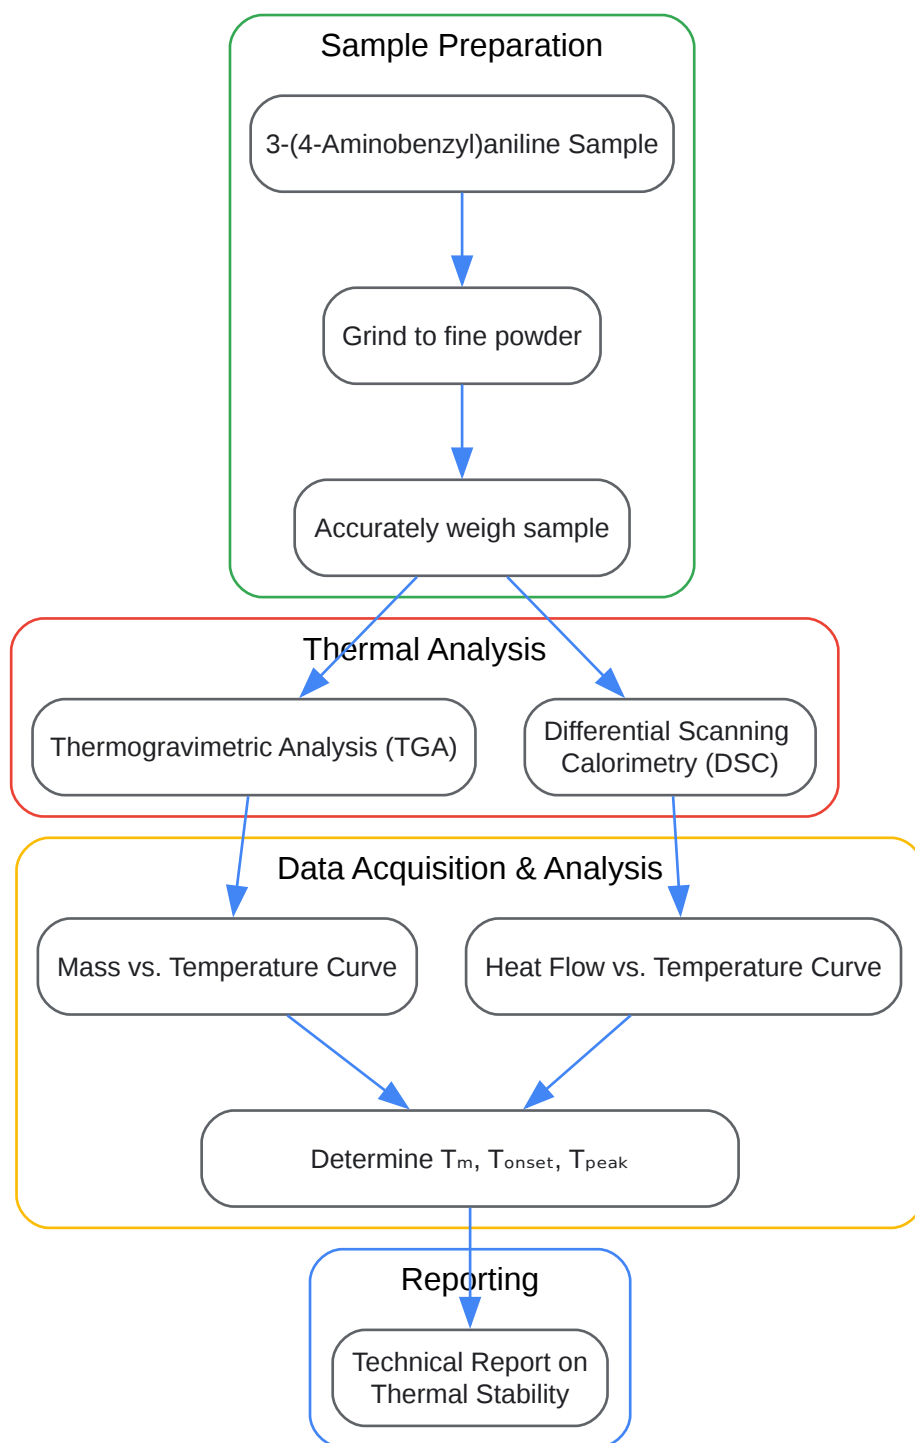 Sample Preparation
3-(4-Aminobenzyl)aniline Sample
Grind to fine powder
Accurately weigh sample
Thermal Analysis
Thermogravimetric Analysis (TGA)
Differential Scanning
Calorimetry (DSC)
Data Acquisition & Analysis
Mass vs. Temperature Curve
Heat Flow vs. Temperature Curve
Determine Tₘ, Tₒₙₛₑₜ, Tₚₑₐₖ
Reporting
Technical Report on
Thermal Stability